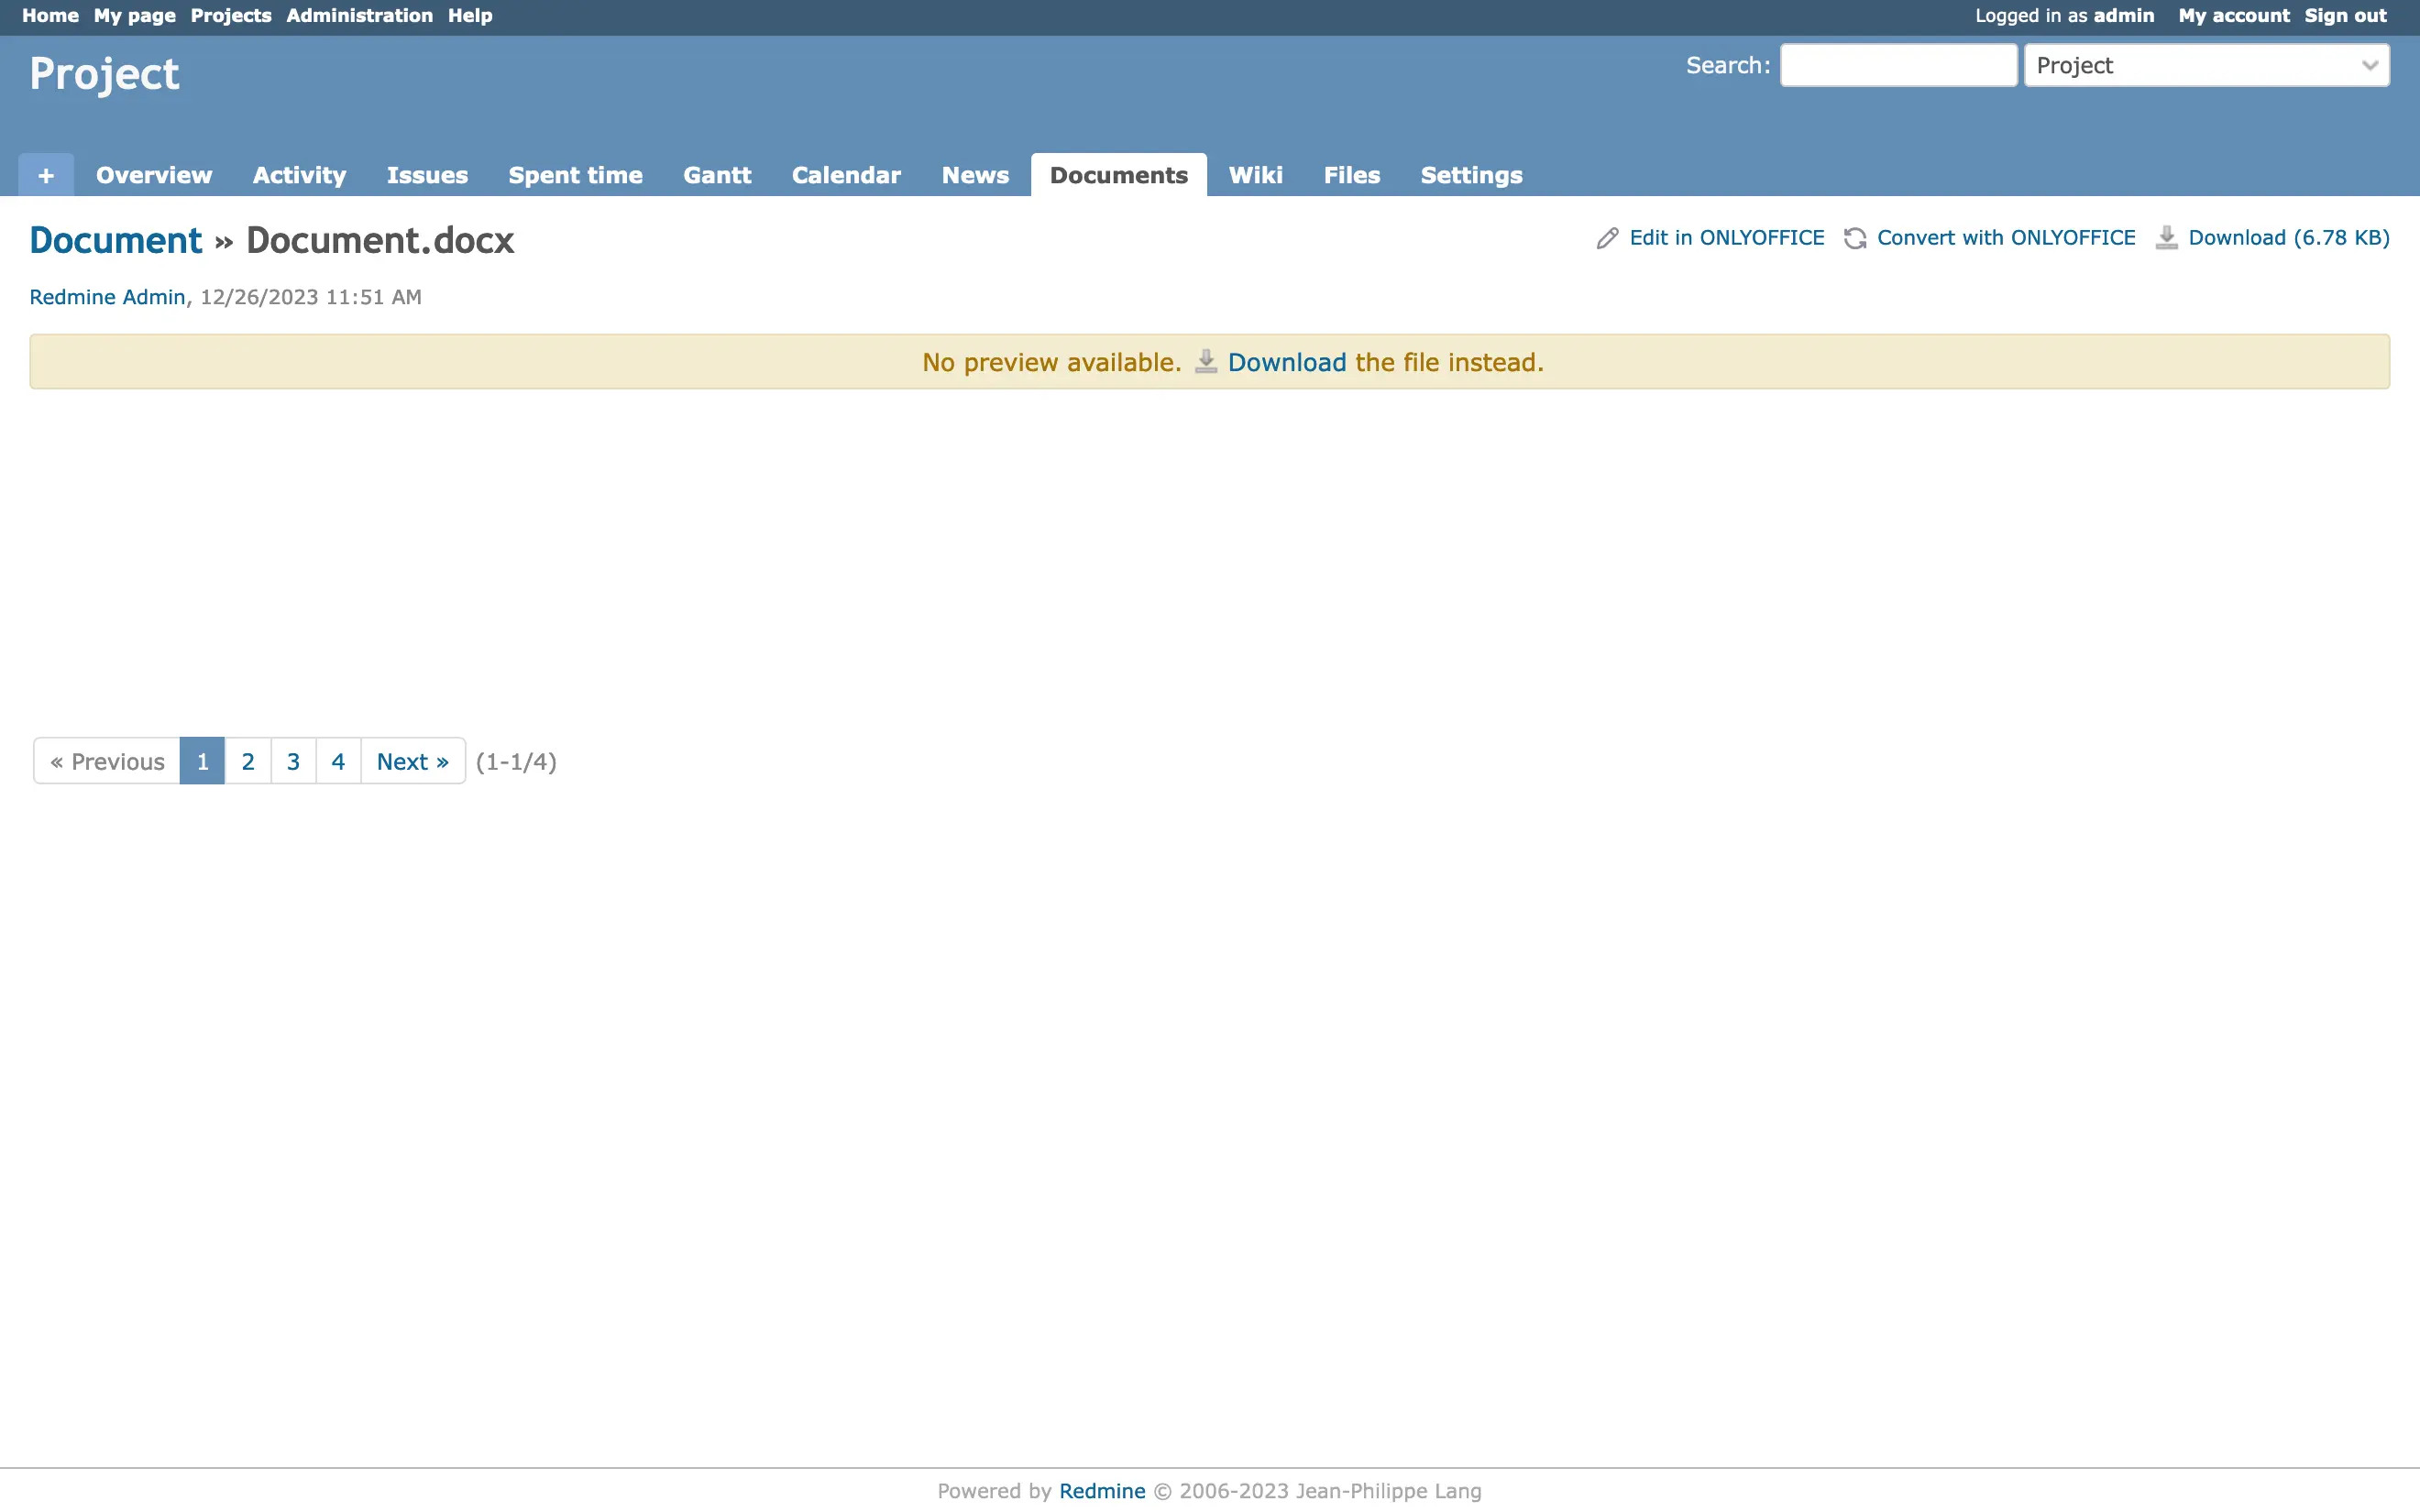 Home My page Projects Administration Help Logged in as admin My account Sign out
Project Search: Project
+ Overview Activity Issues Spent time Gantt Calendar News Documents Wiki Files Settings
Document » Document.docx Edit in ONLYOFFICE Convert with ONLYOFFICE Download (6.78 KB)
Redmine Admin, 12/26/2023 11:51 AM
No preview available. Download the file instead.
« Previous 1 2 3 4 Next » (1-1/4)
Powered by Redmine © 2006-2023 Jean-Philippe Lang